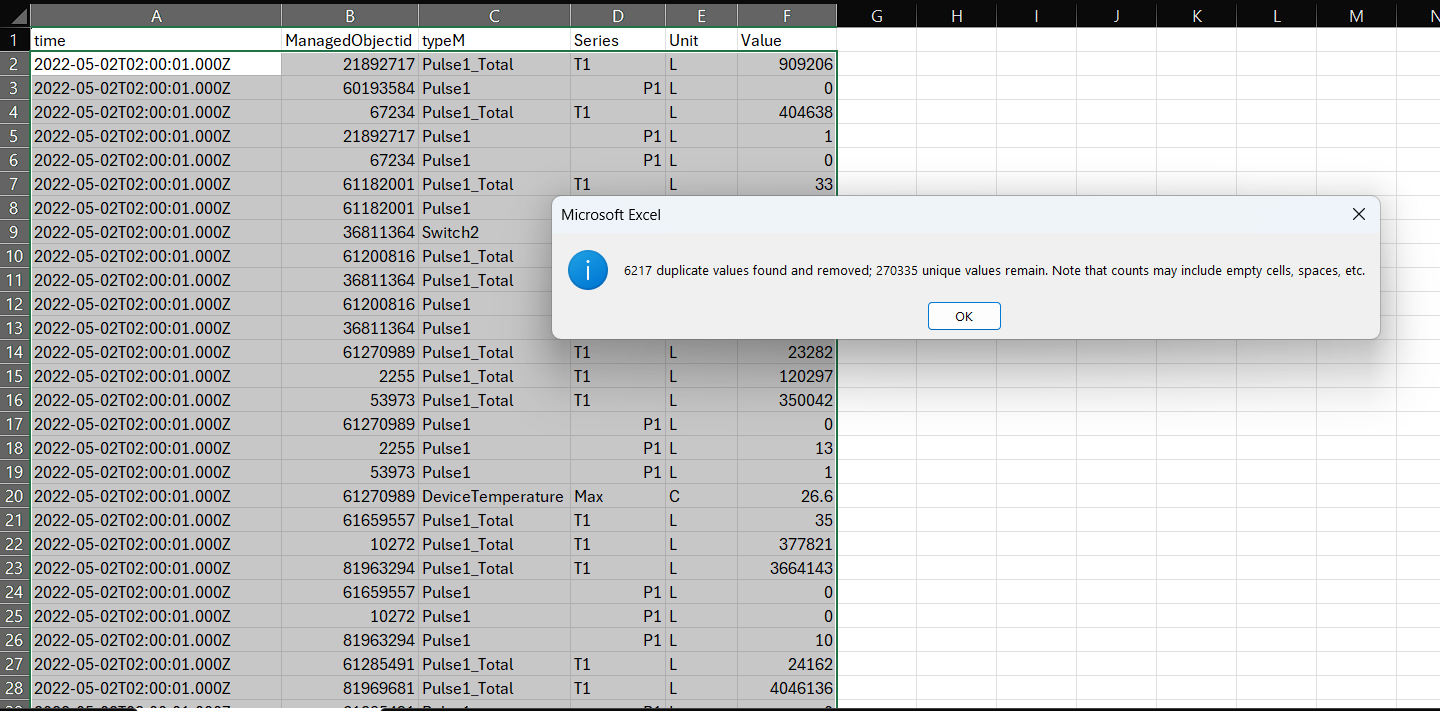 A B C D E F G H I J K L M N
1 time ManagedObjectid typeM Series Unit Value
2 2022-05-02T02:00:01.000Z 21892717 Pulse1_Total T1 L 909206
3 2022-05-02T02:00:01.000Z 60193584 Pulse1 P1 L 0
4 2022-05-02T02:00:01.000Z 67234 Pulse1_Total T1 L 404638
5 2022-05-02T02:00:01.000Z 21892717 Pulse1 P1 L 1
6 2022-05-02T02:00:01.000Z 67234 Pulse1 P1 L 0
7 2022-05-02T02:00:01.000Z 61182001 Pulse1_Total T1 L 33
8 2022-05-02T02:00:01.000Z 61182001 Pulse1
9 2022-05-02T02:00:01.000Z 36811364 Switch2
10 2022-05-02T02:00:01.000Z 61200816 Pulse1_Total
11 2022-05-02T02:00:01.000Z 36811364 Pulse1_Total
12 2022-05-02T02:00:01.000Z 61200816 Pulse1
13 2022-05-02T02:00:01.000Z 36811364 Pulse1
Microsoft Excel
6217 duplicate values found and removed; 270335 unique values remain. Note that counts may include empty cells, spaces, etc.
OK
14 2022-05-02T02:00:01.000Z 61270989 Pulse1_Total T1 L 23282
15 2022-05-02T02:00:01.000Z 2255 Pulse1_Total T1 L 120297
16 2022-05-02T02:00:01.000Z 53973 Pulse1_Total T1 L 350042
17 2022-05-02T02:00:01.000Z 61270989 Pulse1 P1 L 0
18 2022-05-02T02:00:01.000Z 2255 Pulse1 P1 L 13
19 2022-05-02T02:00:01.000Z 53973 Pulse1 P1 L 1
20 2022-05-02T02:00:01.000Z 61270989 DeviceTemperature Max C 26.6
21 2022-05-02T02:00:01.000Z 61659557 Pulse1_Total T1 L 35
22 2022-05-02T02:00:01.000Z 10272 Pulse1_Total T1 L 377821
23 2022-05-02T02:00:01.000Z 81963294 Pulse1_Total T1 L 3664143
24 2022-05-02T02:00:01.000Z 61659557 Pulse1 P1 L 0
25 2022-05-02T02:00:01.000Z 10272 Pulse1 P1 L 0
26 2022-05-02T02:00:01.000Z 81963294 Pulse1 P1 L 10
27 2022-05-02T02:00:01.000Z 61285491 Pulse1_Total T1 L 24162
28 2022-05-02T02:00:01.000Z 81969681 Pulse1_Total T1 L 4046136